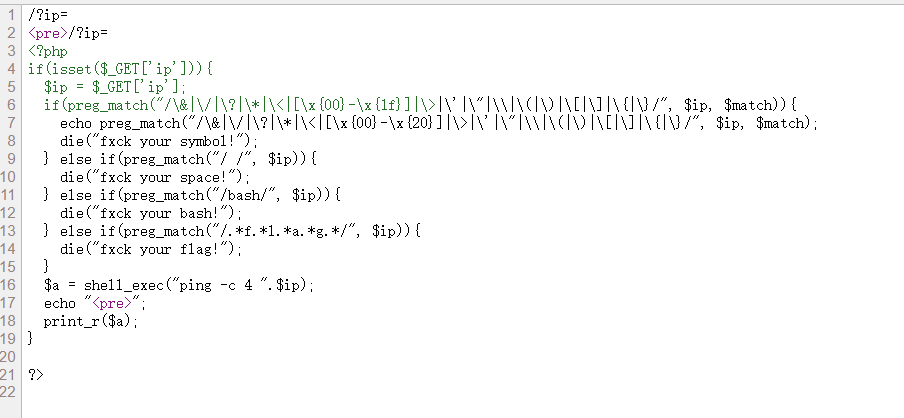 1 /?ip=
2 <pre>/?ip=
3 <?php
4 if(isset($_GET['ip'])){
5   $ip = $_GET['ip'];
6   if(preg_match("/\&|\/|\?|\*|\<|[\x{00}-\x{1f}]|\>|\'|\"|\\|\(|\)|\[|\]|\{|\}/", $ip, $match)){
7     echo preg_match("/\&|\/|\?|\*|\<|[\x{00}-\x{20}]|\>|\'|\"|\\|\(|\)|\[|\]|\{|\}/", $ip, $match);
8     die("fxck your symbol!");
9   } else if(preg_match("/ /", $ip)){
10     die("fxck your space!");
11   } else if(preg_match("/bash/", $ip)){
12     die("fxck your bash!");
13   } else if(preg_match("/.*f.*l.*a.*g.*/", $ip)){
14     die("fxck your flag!");
15   }
16   $a = shell_exec("ping -c 4 ".$ip);
17   echo "<pre>";
18   print_r($a);
19 }
20
21 ?>
22